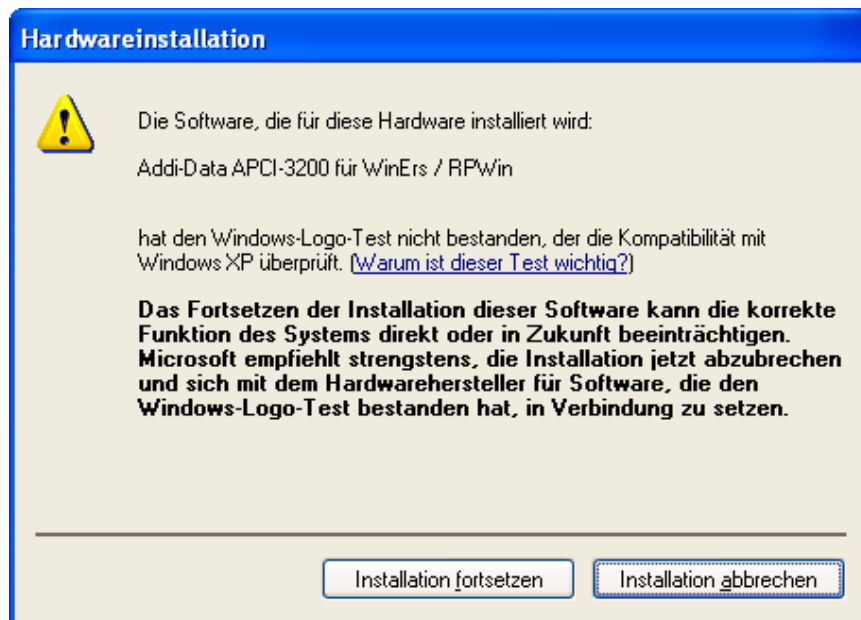 Hardwareinstallation
Die Software, die für diese Hardware installiert wird:
Addi-Data APCI-3200 für WinErs / RPWin
hat den Windows-Logo-Test nicht bestanden, der die Kompatibilität mit
Windows XP überprüft. (Warum ist dieser Test wichtig?)
Das Fortsetzen der Installation dieser Software kann die korrekte
Funktion des Systems direkt oder in Zukunft beeinträchtigen.
Microsoft empfiehlt strengstens, die Installation jetzt abzubrechen
und sich mit dem Hardwarehersteller für Software, die den
Windows-Logo-Test bestanden hat, in Verbindung zu setzen.
Installation fortsetzen
Installation abbrechen